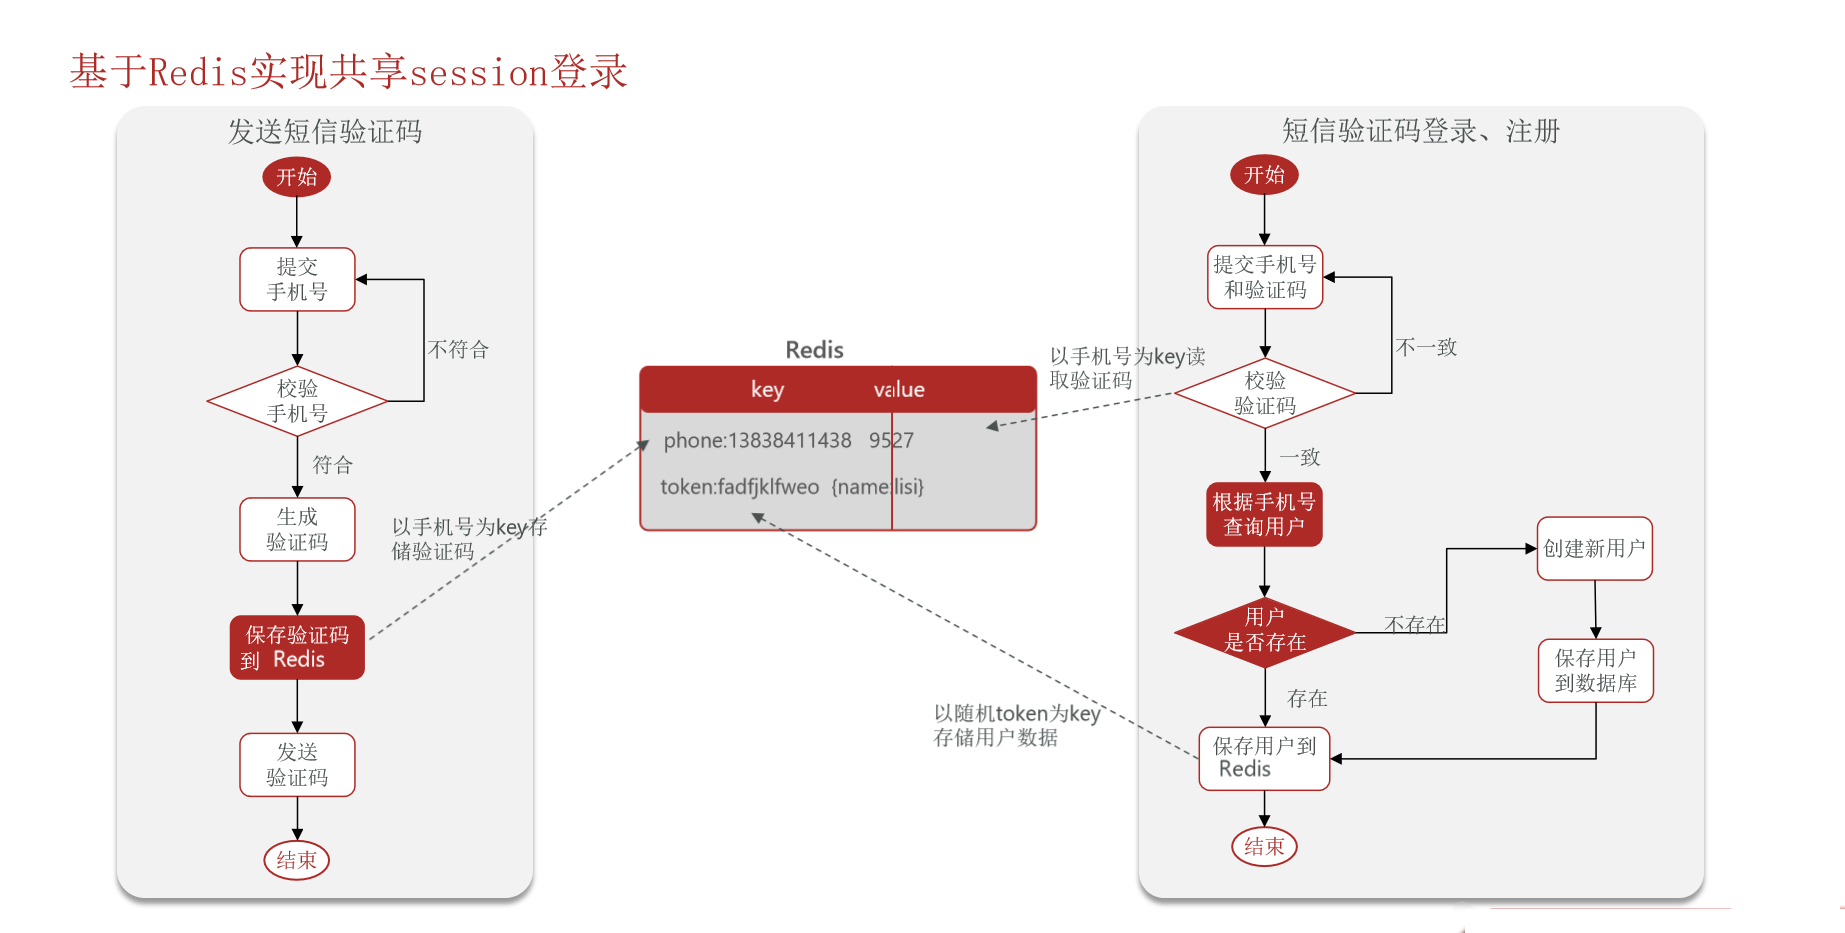 基于Redis实现共享session登录
发送短信验证码
开始
提交
手机号
不符合
校验
手机号
符合
生成
验证码
以手机号为key存
储验证码
保存验证码
到 Redis
发送
验证码
结束
Redis
key value
phone:13838411438 9527
token:fadfjklfweo {name:lisi}
以手机号为key读
取验证码
以随机token为key
存储用户数据
短信验证码登录、注册
开始
提交手机号
和验证码
不一致
校验
验证码
一致
根据手机号
查询用户
用户
是否存在
不存在
创建新用户
保存用户
到数据库
存在
保存用户到
Redis
结束